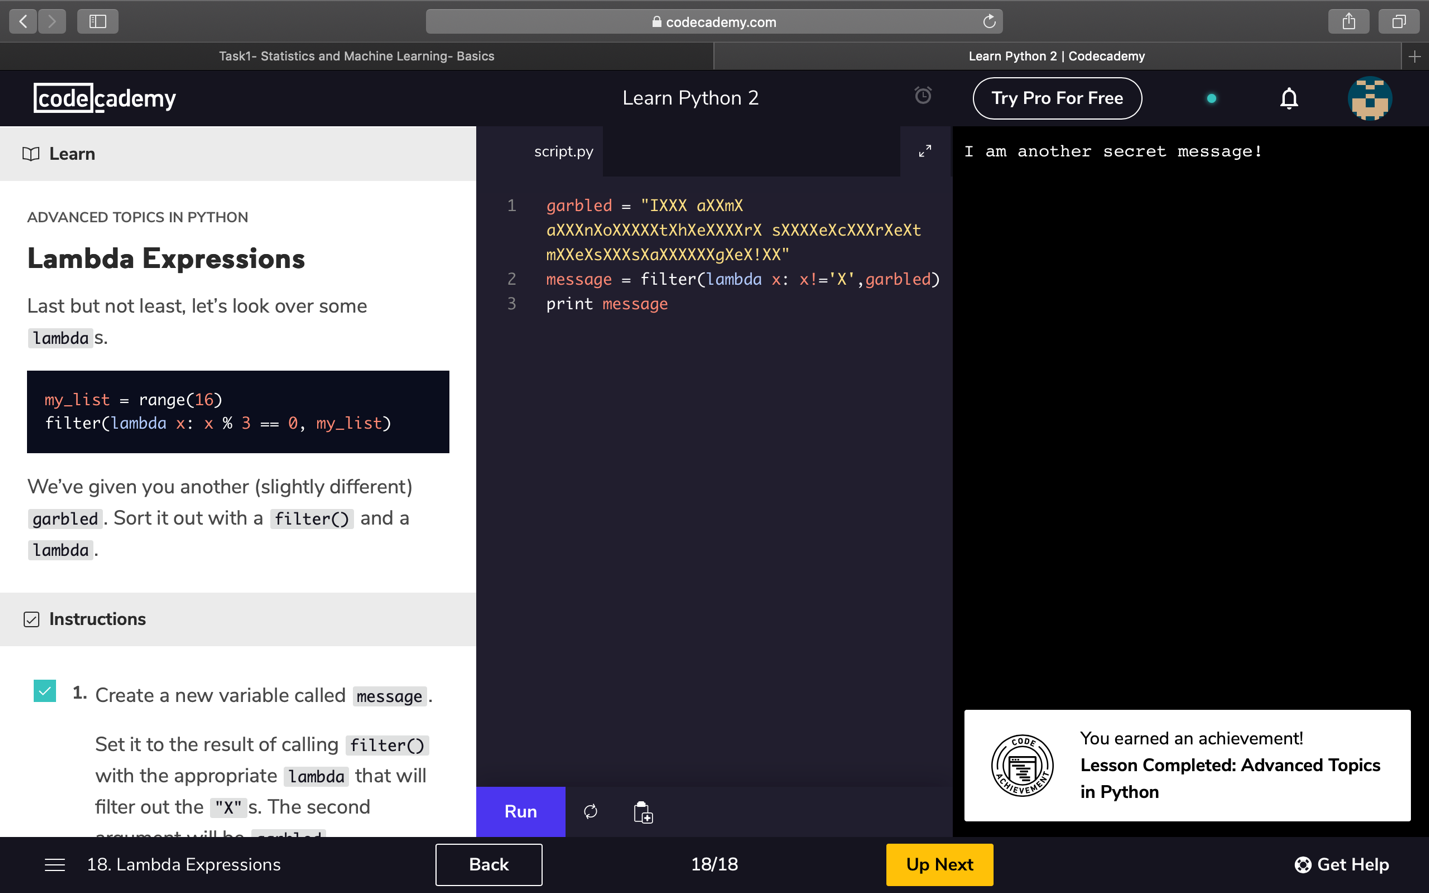 codecademy.com
Task1- Statistics and Machine Learning- Basics
Learn Python 2 | Codecademy
codecademy
Learn Python 2
Try Pro For Free
Learn
ADVANCED TOPICS IN PYTHON
Lambda Expressions
Last but not least, let’s look over some
lambda s.
my_list = range(16)
filter(lambda x: x % 3 == 0, my_list)
We’ve given you another (slightly different)
garbled. Sort it out with a filter() and a
lambda.
Instructions
1. Create a new variable called message.
Set it to the result of calling filter()
with the appropriate lambda that will
filter out the "X" s. The second
argument will be garbled
script.py
1 garbled = "IXXX aXXmX
aXXXnXoXXXXXtXhXeXXXXrX sXXXXeXcXXXrXeXt
mXXeXsXXXsXaXXXXXXgXeX!XX"
2 message = filter(lambda x: x!='X',garbled)
3 print message
Run
I am another secret message!
CODE
ACHIEVEMENT
You earned an achievement!
Lesson Completed: Advanced Topics
in Python
18. Lambda Expressions
Back
18/18
Up Next
Get Help